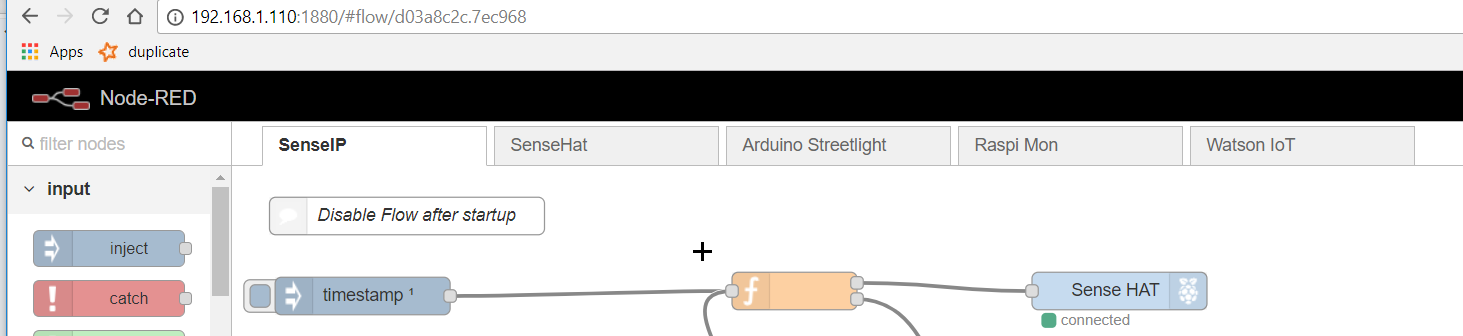 192.168.1.110:1880/#flow/d03a8c2c.7ec968
Apps duplicate
Node-RED
filter nodes SenseIP SenseHat Arduino Streetlight Raspi Mon Watson IoT
input
Disable Flow after startup
inject
timestamp ¹ f Sense HAT
catch
connected